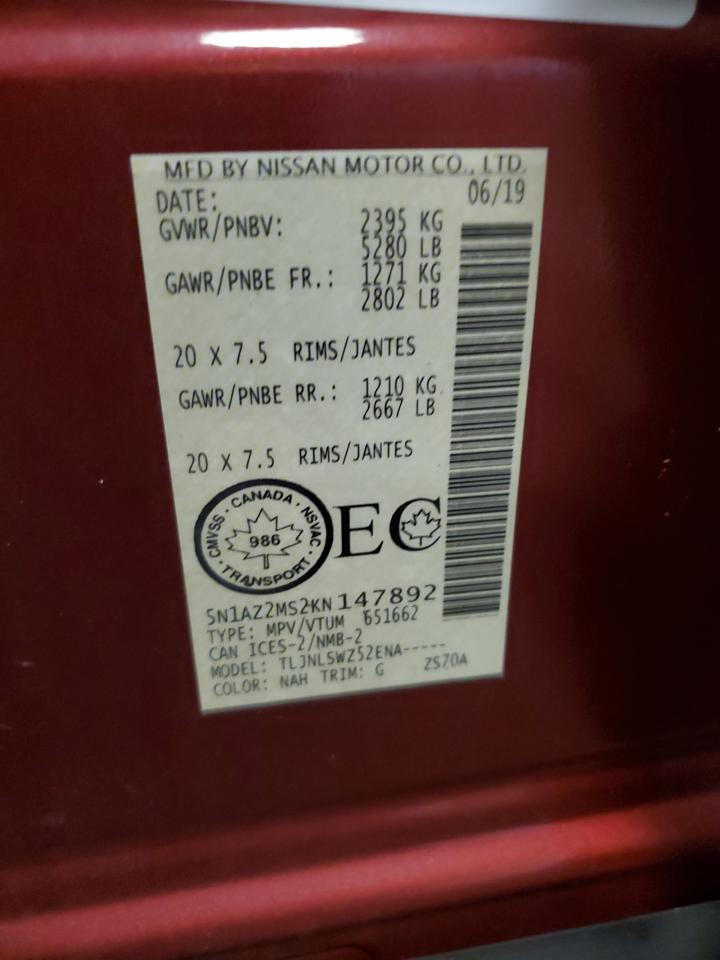 MFD BY NISSAN MOTOR CO., LTD.
DATE: 06/19
GVWR/PNBV: 2395 KG
5280 LB
GAWR/PNBE FR.: 1271 KG
2802 LB
20 X 7.5 RIMS/JANTES
GAWR/PNBE RR.: 1210 KG
2667 LB
20 X 7.5 RIMS/JANTES
CMVSS · CANADA · NSVAC · TRANSPORT ·
986
EC
5N1AZ2MS2KN147892
TYPE: MPV/VTUM 651662
CAN ICES-2/NMB-2
MODEL: TLJNLSWZ52ENA-----
COLOR: NAH TRIM: G ZS70A